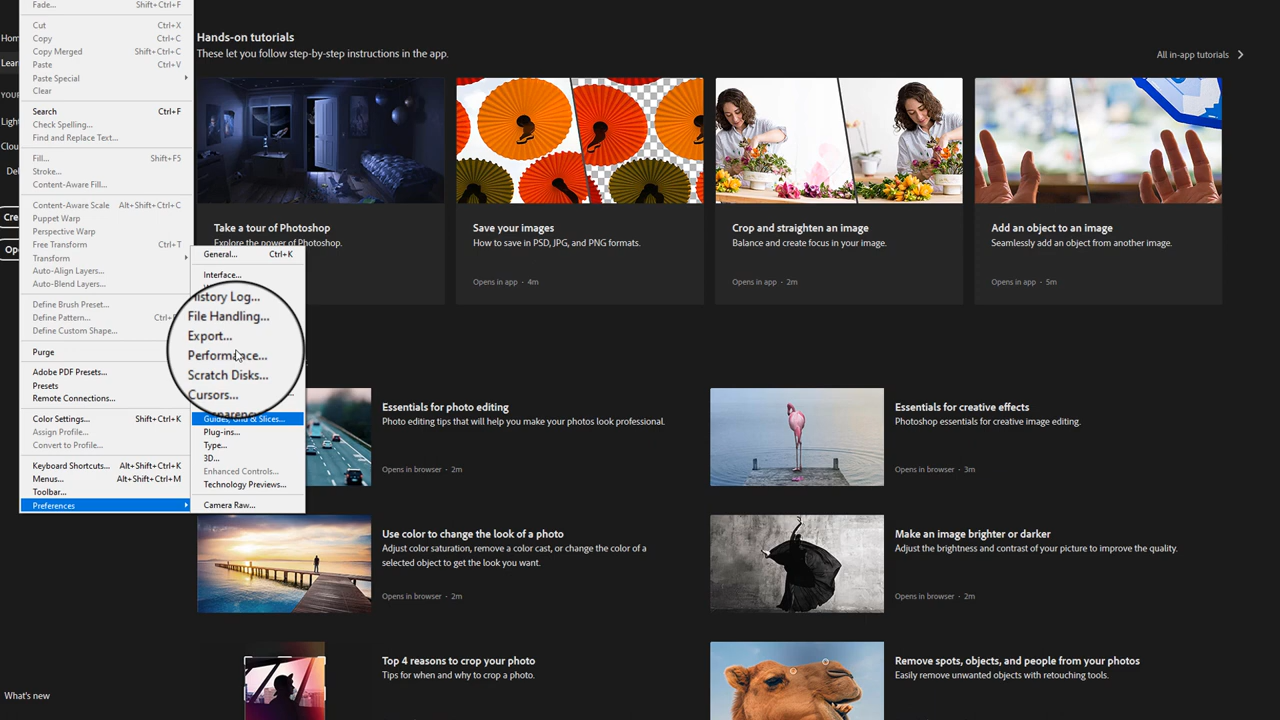 Fade... Shift+Ctrl+F
Cut Ctrl+X
Copy Ctrl+C
Copy Merged Shift+Ctrl+C
Paste Ctrl+V
Paste Special
Clear
Search Ctrl+F
Check Spelling...
Find and Replace Text...
Fill... Shift+F5
Stroke...
Content-Aware Fill...
Content-Aware Scale Alt+Shift+Ctrl+C
Puppet Warp
Perspective Warp
Free Transform Ctrl+T
Transform
Auto-Align Layers...
Auto-Blend Layers...
Define Brush Preset...
Define Pattern...
Define Custom Shape...
Purge
Adobe PDF Presets...
Presets
Remote Connections...
Color Settings... Shift+Ctrl+K
Assign Profile...
Convert to Profile...
Keyboard Shortcuts... Alt+Shift+Ctrl+K
Menus... Alt+Shift+Ctrl+M
Toolbar...
Preferences
General... Ctrl+K
Interface...
History Log...
File Handling...
Export...
Performance...
Scratch Disks...
Cursors...
Guides, Grid & Slices...
Plug-ins...
Type...
3D...
Enhanced Controls...
Technology Previews...
Camera Raw...
What's new
Hands-on tutorials
These let you follow step-by-step instructions in the app.
All in-app tutorials
Take a tour of Photoshop
Explore the power of Photoshop.
Save your images
How to save in PSD, JPG, and PNG formats.
Opens in app · 4m
Crop and straighten an image
Balance and create focus in your image.
Opens in app · 2m
Add an object to an image
Seamlessly add an object from another image.
Opens in app · 5m
Essentials for photo editing
Photo editing tips that will help you make your photos look professional.
Opens in browser · 2m
Essentials for creative effects
Photoshop essentials for creative image editing.
Opens in browser · 3m
Use color to change the look of a photo
Adjust color saturation, remove a color cast, or change the color of a
selected object to get the look you want.
Opens in browser · 2m
Make an image brighter or darker
Adjust the brightness and contrast of your picture to improve the quality.
Opens in browser · 2m
Top 4 reasons to crop your photo
Tips for when and why to crop a photo.
Remove spots, objects, and people from your photos
Easily remove unwanted objects with retouching tools.